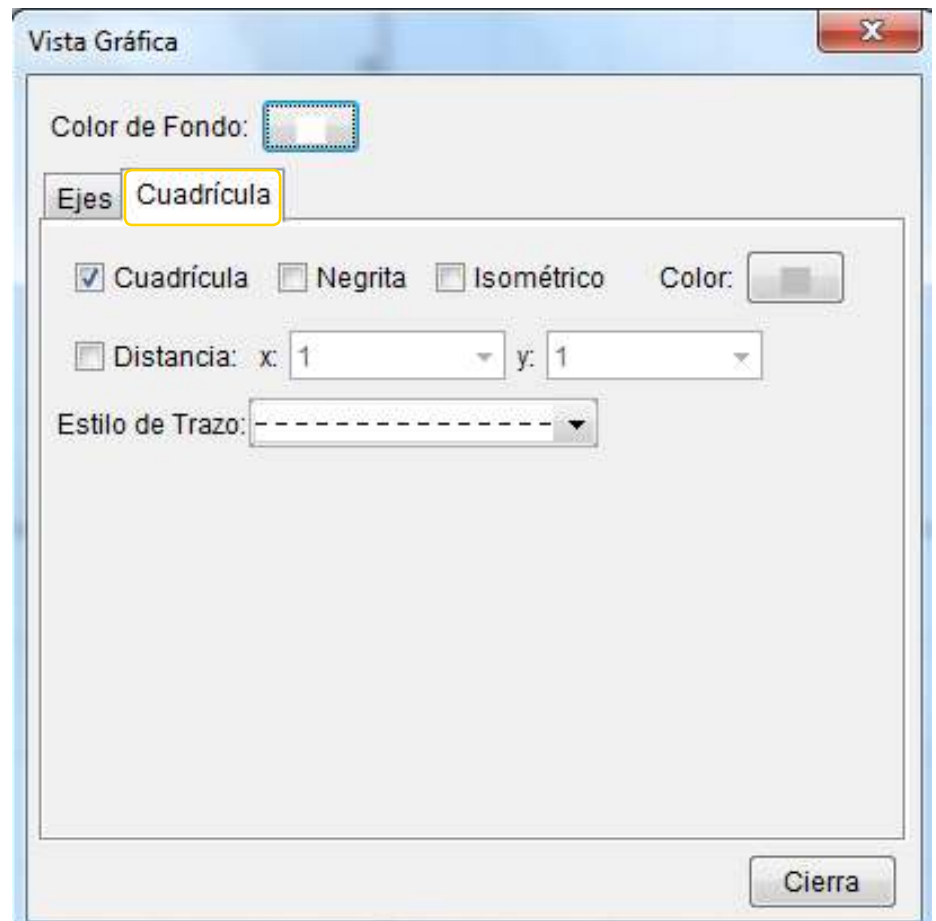 Vista Gráfica
Color de Fondo:
Ejes Cuadrícula
Cuadrícula Negrita Isométrico Color:
Distancia: x: 1 y: 1
Estilo de Trazo:
Cierra